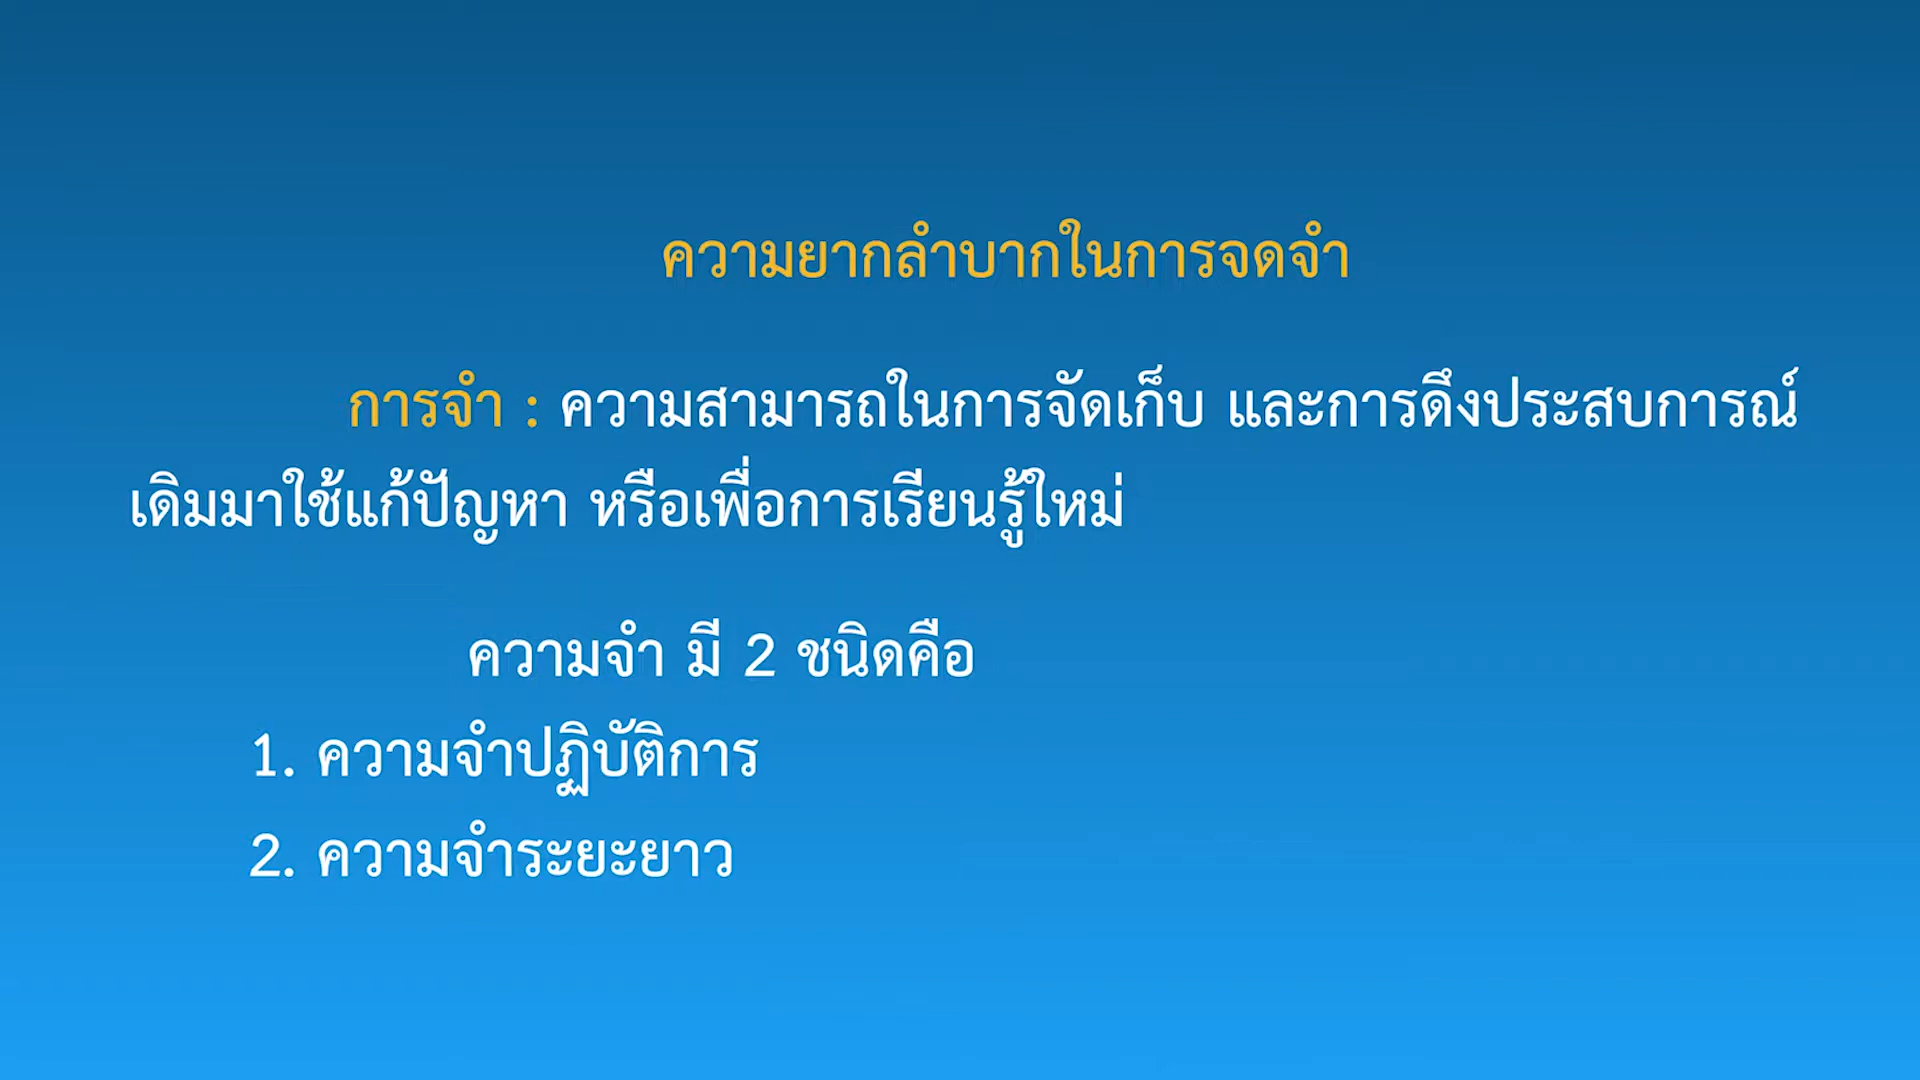 ความยากลำบากในการจดจำ
การจำ : ความสามารถในการจัดเก็บ และการดึงประสบการณ์
เดิมมาใช้แก้ปัญหา หรือเพื่อการเรียนรู้ใหม่
ความจำ มี 2 ชนิดคือ
1. ความจำปฏิบัติการ
2. ความจำระยะยาว